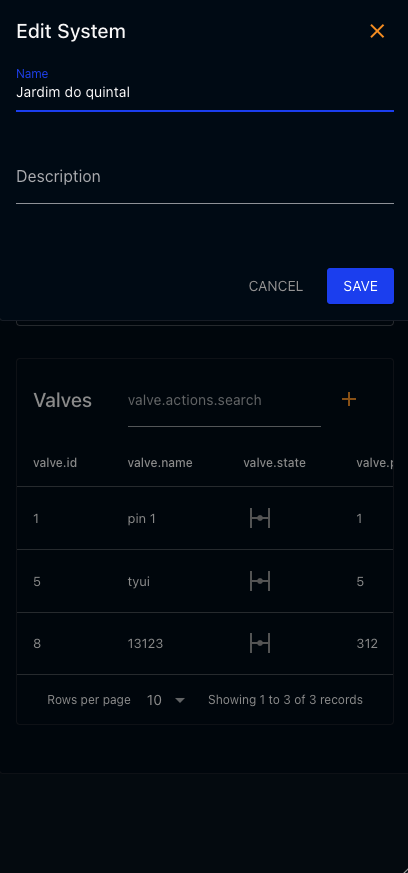 Edit System
Name
Jardim do quintal
Description
CANCEL SAVE
Valves valve.actions.search
valve.id valve.name valve.state valve.p
1 pin 1 1
5 tyui 5
8 13123 312
Rows per page 10 Showing 1 to 3 of 3 records